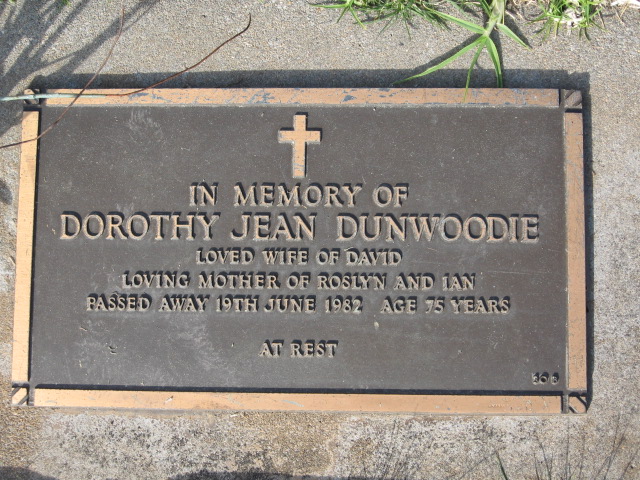 IN MEMORY OF
DOROTHY JEAN DUNWOODIE
LOVED WIFE OF DAVID
LOVING MOTHER OF ROSLYN AND IAN
PASSED AWAY 19TH JUNE 1982 AGE 75 YEARS
AT REST